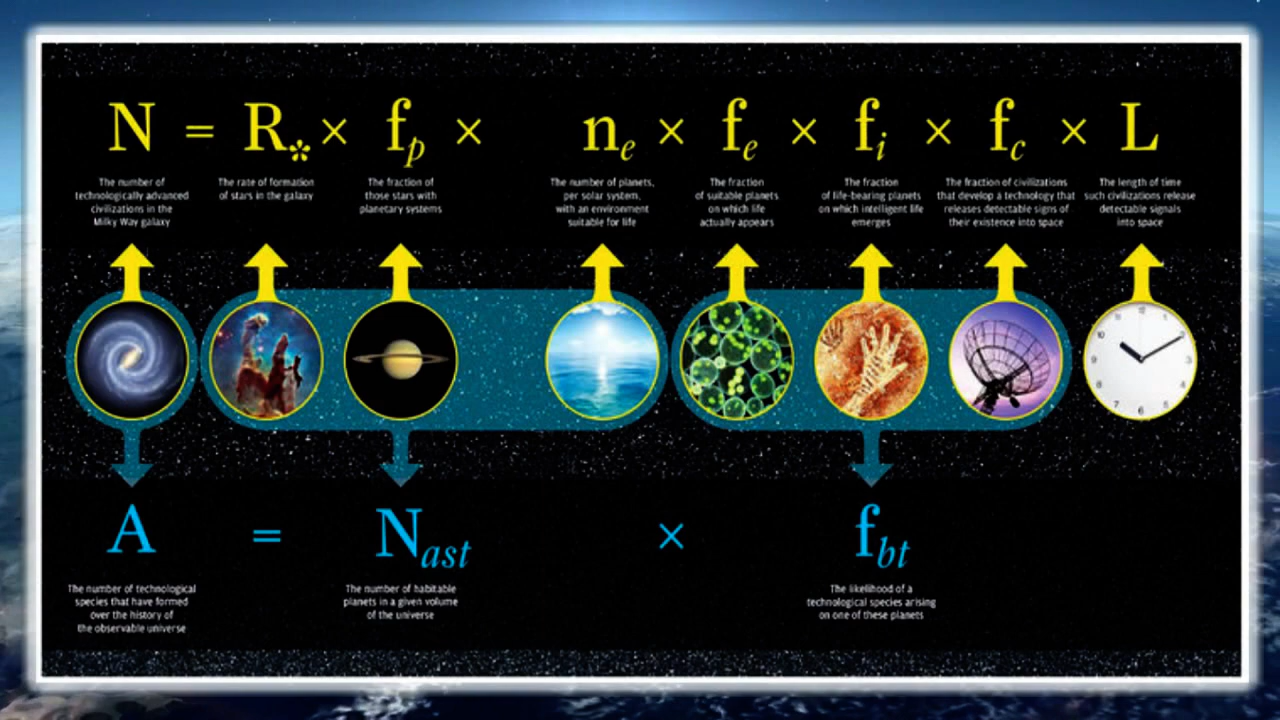 N = R* × fp × ne × fe × fi × fc × L
The number of
technologically advanced
civilizations in the
Milky Way galaxy
The rate of formation
of stars in the galaxy
The fraction of
those stars with
planetary systems
The number of planets,
per solar system,
with an environment
suitable for life
The fraction
of suitable planets
on which life
actually appears
The fraction
of life-bearing planets
on which intelligent life
emerges
The fraction of civilizations
that develop a technology that
releases detectable signs of
their existence into space
The length of time
such civilizations release
detectable signals
into space
A = Nast × fbt
The number of technological
species that have formed
over the history of
the observable universe
The number of habitable
planets in a given volume
of the universe
The likelihood of a
technological species arising
on one of these planets